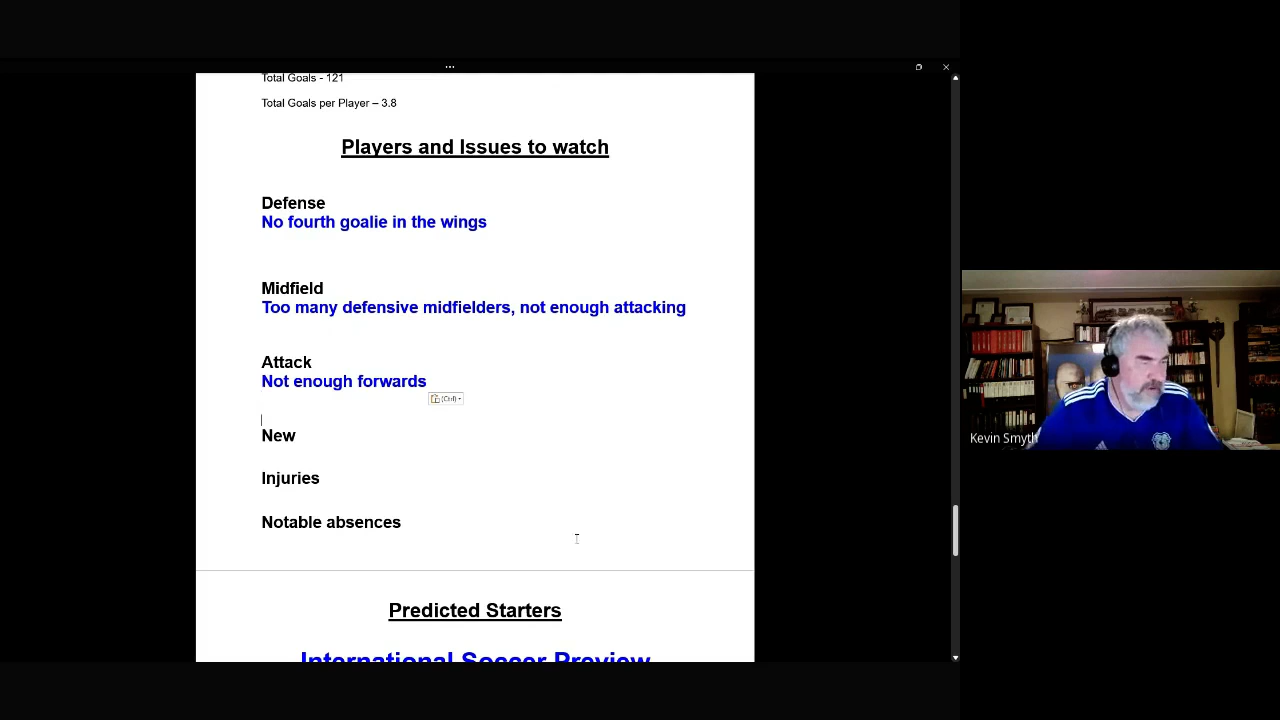 Total Goals - 121
Total Goals per Player – 3.8
Players and Issues to watch
Defense
No fourth goalie in the wings
Midfield
Too many defensive midfielders, not enough attacking
Attack
Not enough forwards
(Ctrl)
New
Injuries
Notable absences
Predicted Starters
International Soccer Preview
Kevin Smyth